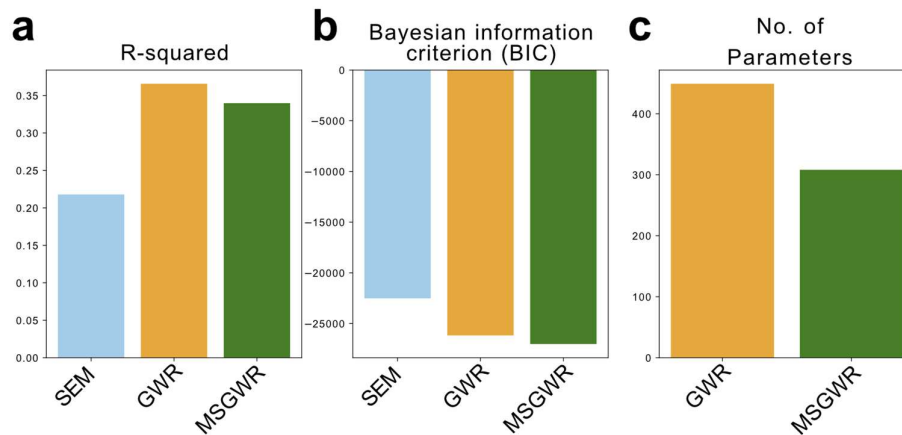 a
R-squared
0.35
0.30
0.25
0.20
0.15
0.10
0.05
0.00
SEM
GWR
MSGWR
b
Bayesian information
criterion (BIC)
0
−5000
−10000
−15000
−20000
−25000
SEM
GWR
MSGWR
c
No. of
Parameters
400
300
200
100
0
GWR
MSGWR